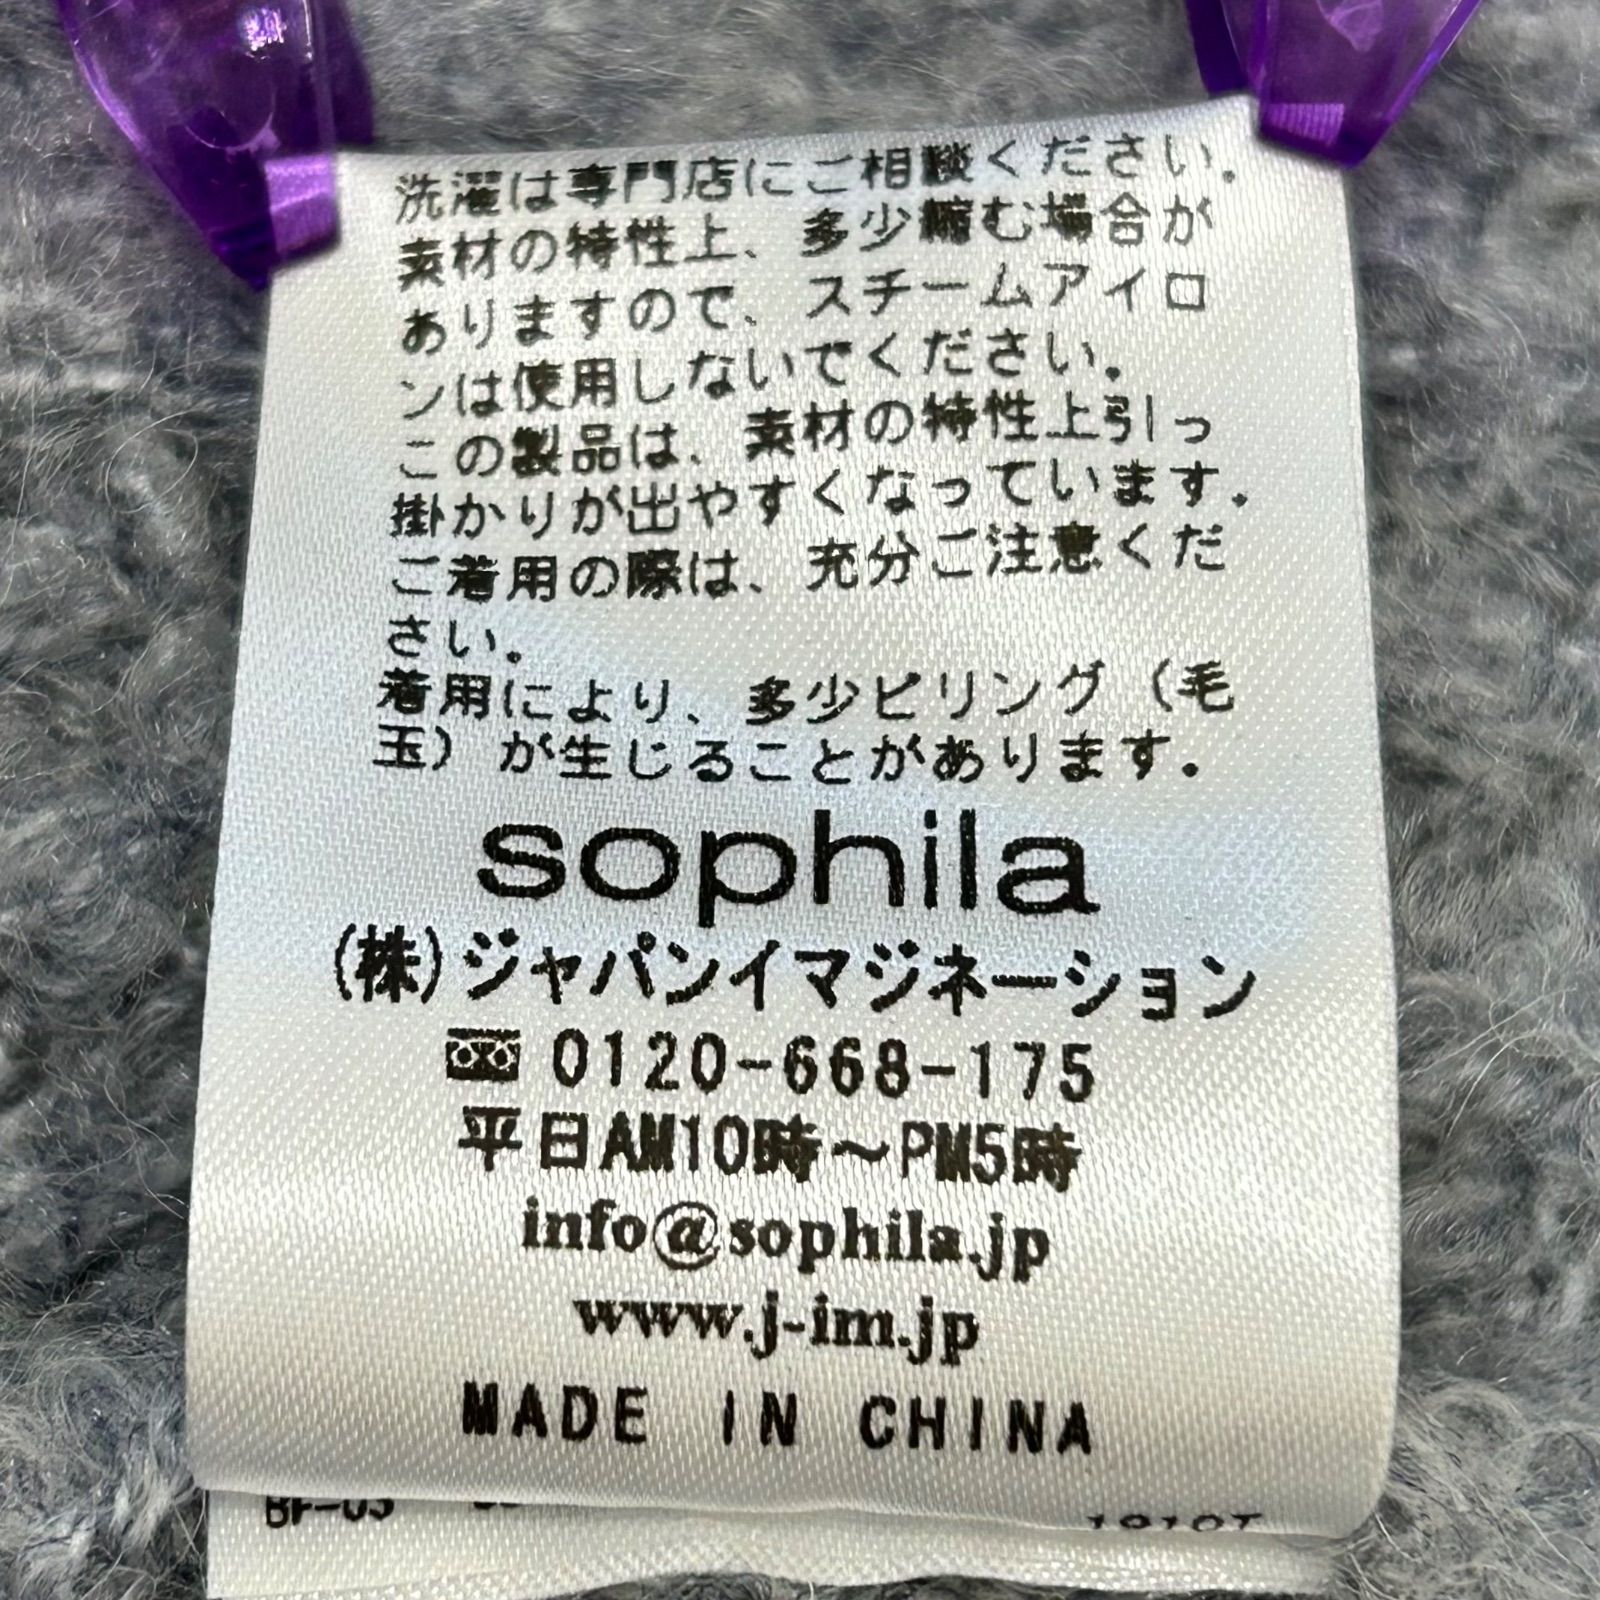 洗濯は専門店にご相談ください。
素材の特性上、多少縮む場合が
ありますので、スチームアイロ
ンは使用しないでください。
この製品は、素材の特性上引っ
掛かりが出やすくなっています。
ご着用の際は、充分ご注意くだ
さい。
着用により、多少ピリング（毛
玉）が生じることがあります。
sophila
(株)ジャパンイマジネーション
0120-668-175
平日AM10時～PM5時
info@sophila.jp
www.j-im.jp
MADE IN CHINA
BF-03